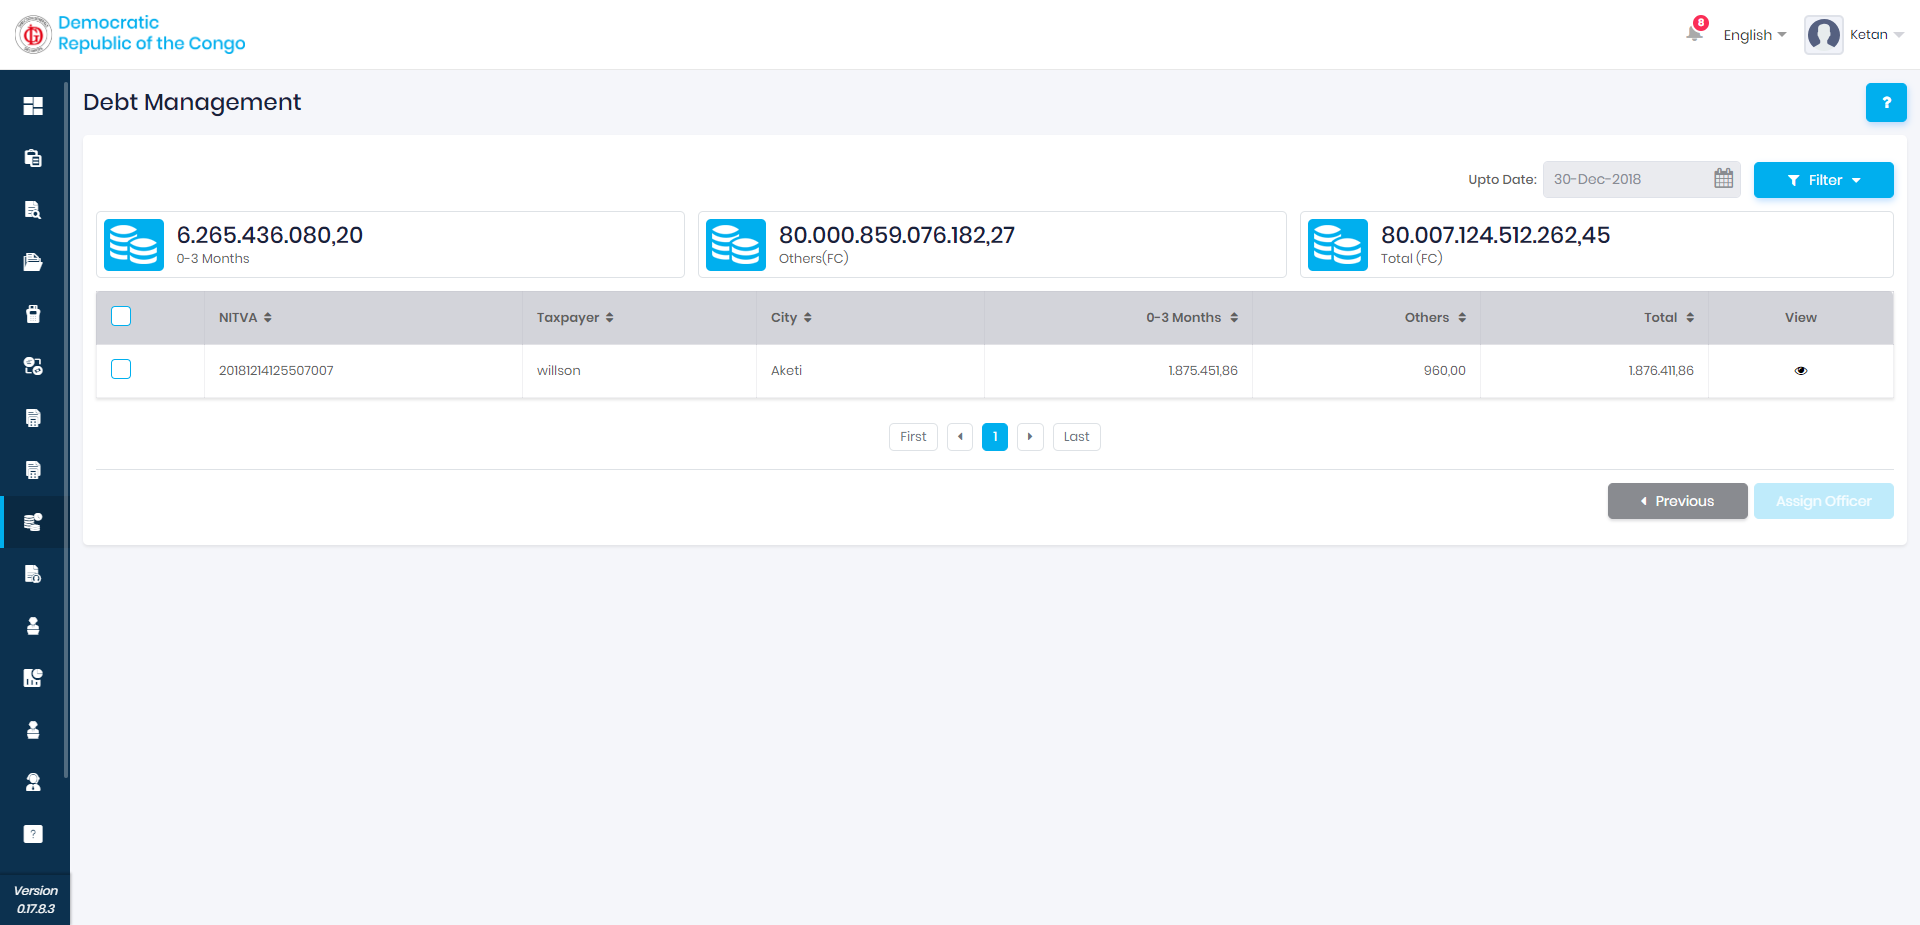 Democratic
Republic of the Congo
8
English
Ketan
Debt Management
?
Upto Date:
30-Dec-2018
Filter
6.265.436.080,20
0-3 Months
80.000.859.076.182,27
Others(FC)
80.007.124.512.262,45
Total (FC)
NITVA Taxpayer City 0-3 Months Others Total View
20181214125507007 willson Aketi 1.875.451,86 960,00 1.876.411,86
First 1 Last
Previous Assign Officer
?
Version
0.17.8.3